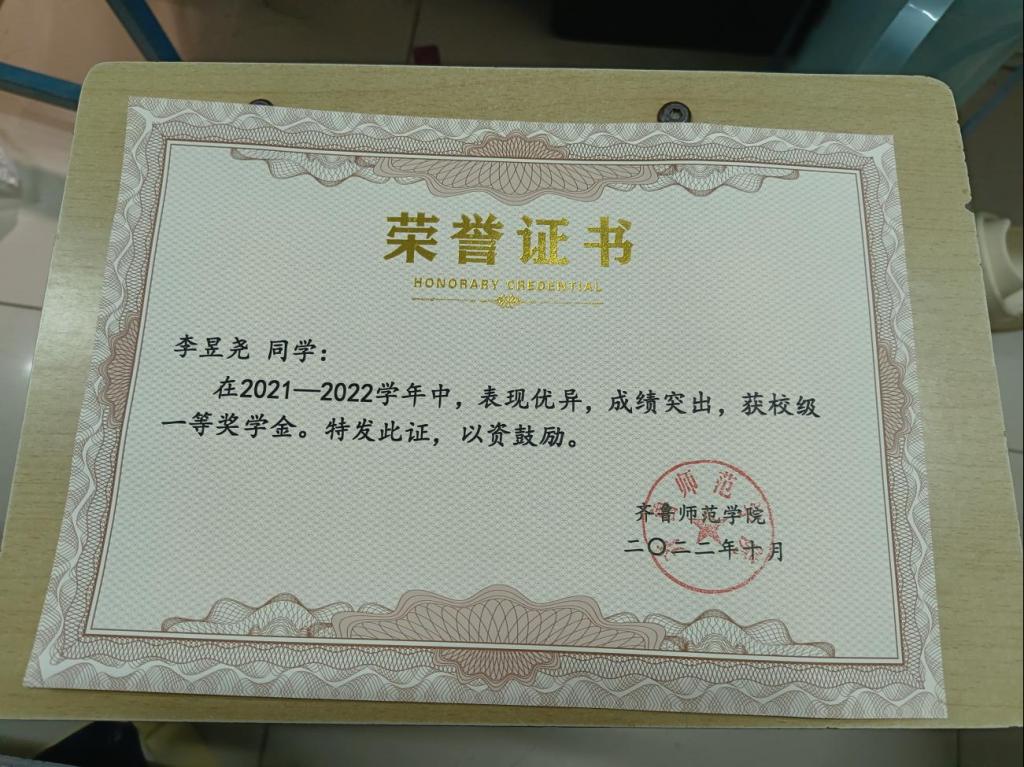 荣誉证书
HONORARY CREDENTIAL
李昱尧 同学：
在2021—2022学年中，表现优异，成绩突出，获校级
一等奖学金。特发此证，以资鼓励。
师范
齐鲁师范学院
二〇二二年十月